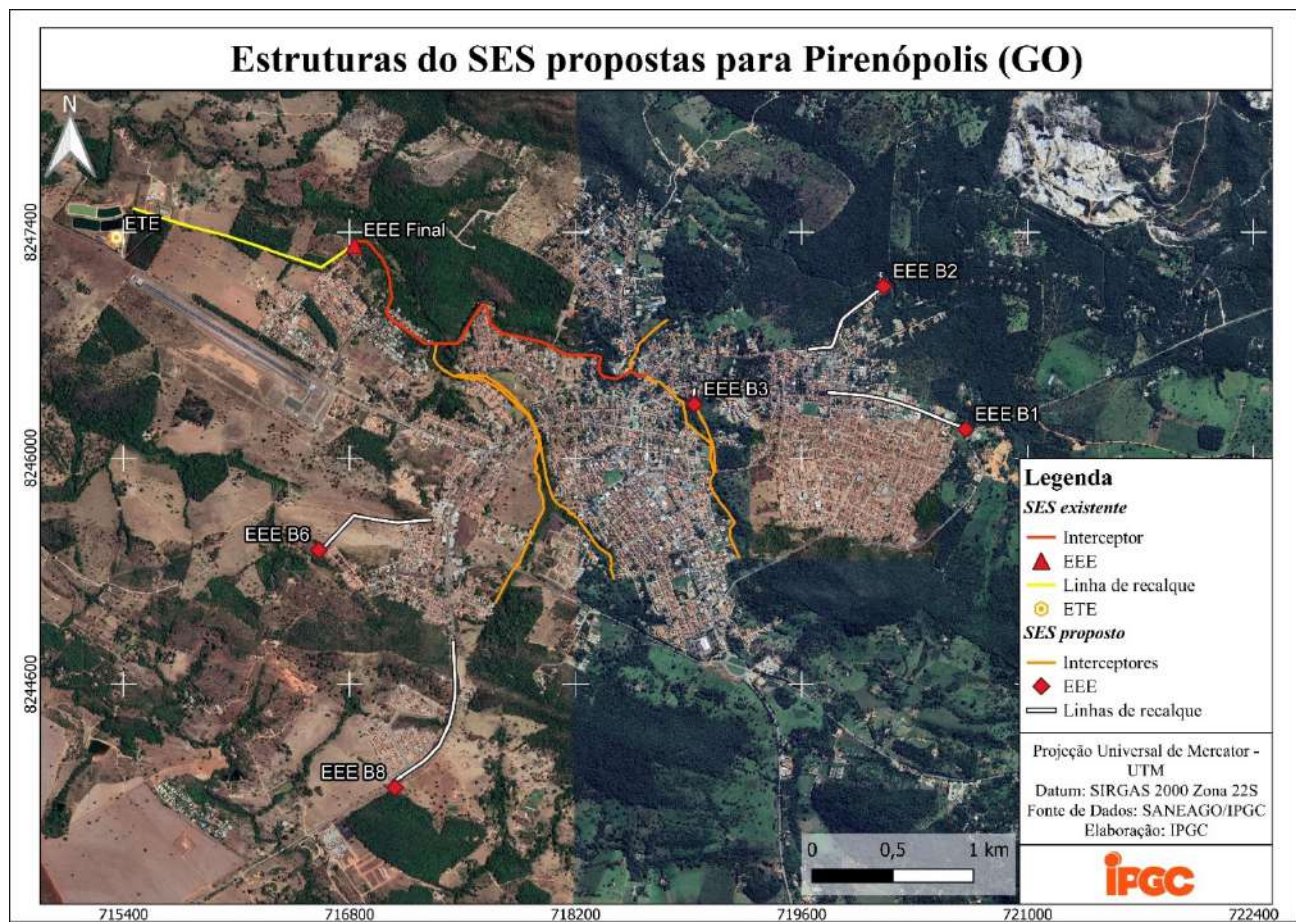 Estruturas do SES propostas para Pirenópolis (GO)
N
8247400
ETE
EEE Final
EEE B2
EEE B3
EEE B1
8246000
EEE B6
8244600
EEE B8
Legenda
SES existente
Interceptor
EEE
Linha de recalque
ETE
SES proposto
Interceptores
EEE
Linhas de recalque
Projeção Universal de Mercator -
UTM
Datum: SIRGAS 2000 Zona 22S
Fonte de Dados: SANEAGO/IPGC
Elaboração: IPGC
0 0,5 1 km
iPGC
715400 716800 718200 719600 721000 722400